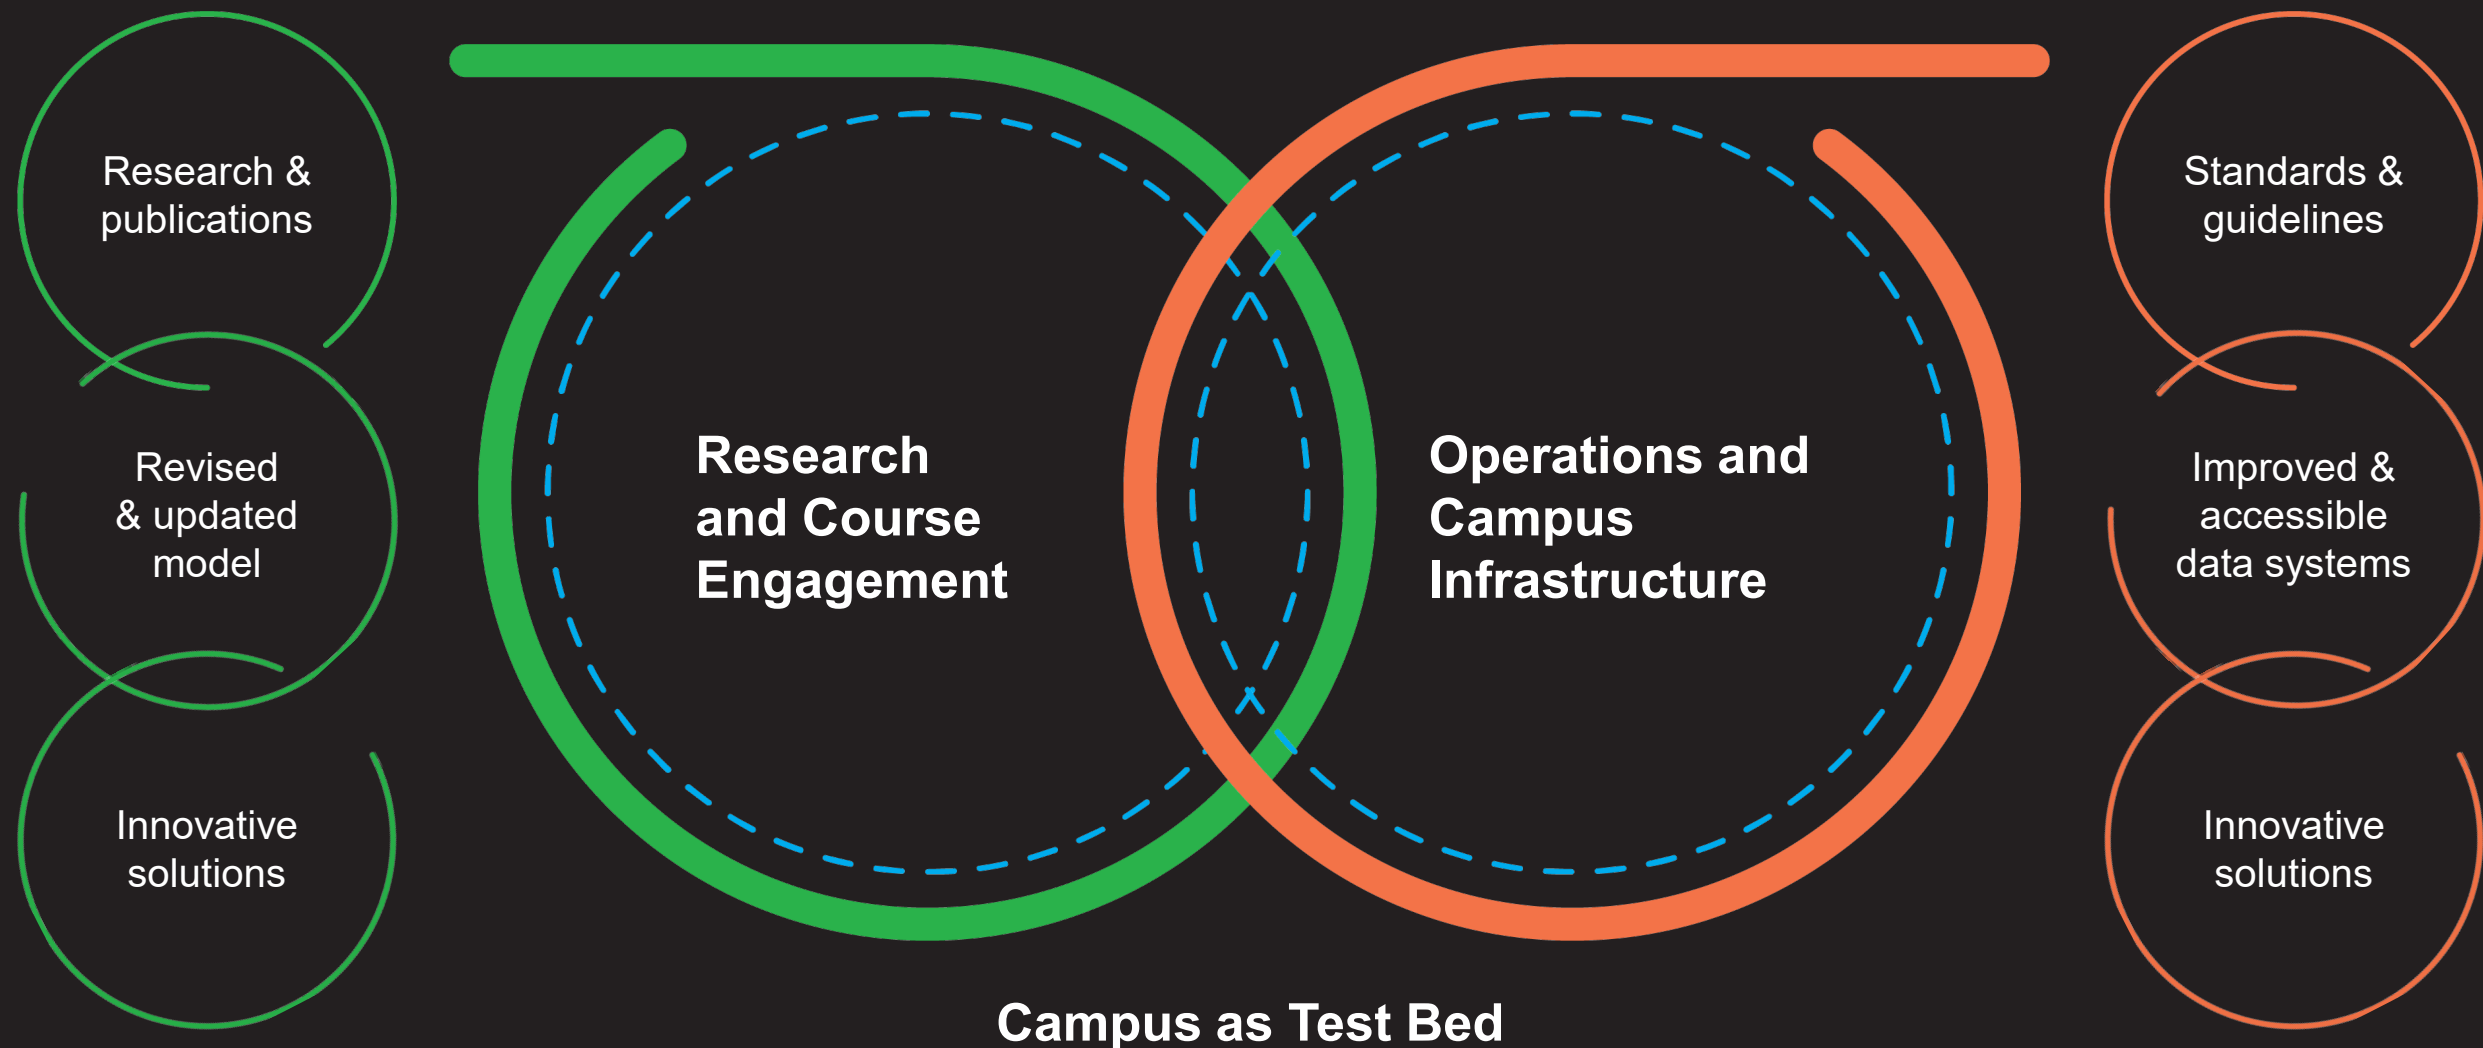 Research &
publications
Revised
& updated
model
Innovative
solutions
Research
and Course
Engagement
Operations and
Campus
Infrastructure
Standards &
guidelines
Improved &
accessible
data systems
Innovative
solutions
Campus as Test Bed